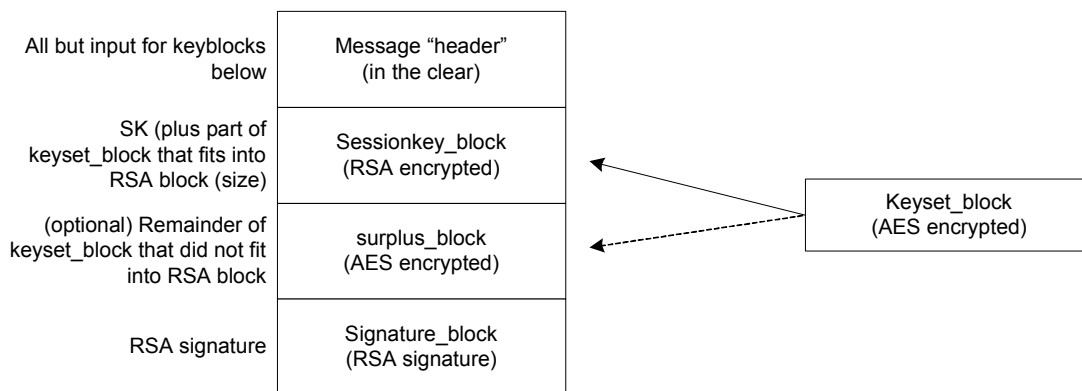 All but input for keyblocks
below
Message “header”
(in the clear)
SK (plus part of
keyset_block that fits into
RSA block (size)
Sessionkey_block
(RSA encrypted)
(optional) Remainder of
keyset_block that did not fit
into RSA block
surplus_block
(AES encrypted)
Keyset_block
(AES encrypted)
RSA signature
Signature_block
(RSA signature)